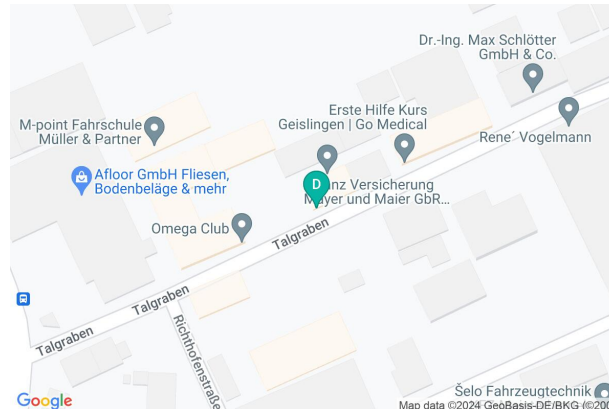 Dr.-Ing. Max Schlötter
GmbH & Co.
M-point Fahrschule
Müller & Partner
Erste Hilfe Kurs
Geislingen | Go Medical
Rene´ Vogelmann
Afloor GmbH Fliesen,
Bodenbeläge & mehr
D
nz Versicherung
Mayer und Maier GbR...
Omega Club
Talgraben
Talgraben
Talgraben
Richthofenstraße
Šelo Fahrzeugtechnik
Google
Map data ©2024 GeoBasis-DE/BKG (©200